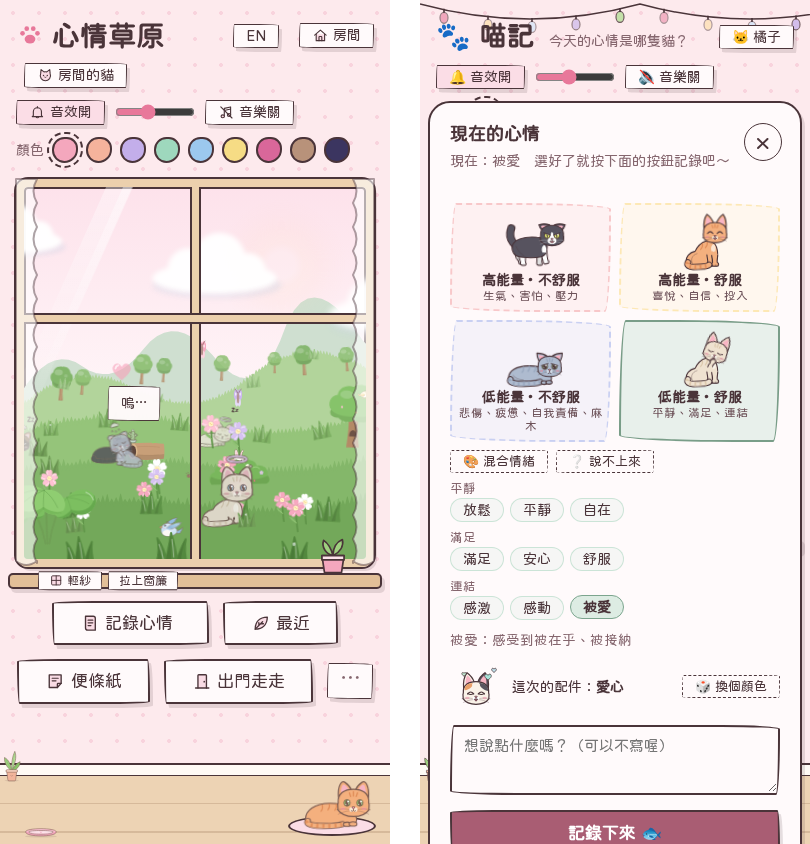 心情草原
EN
房間
房間的貓
音效開
音樂關
顏色
嗚…
zz
輕紗
拉上窗簾
記錄心情
最近
便條紙
出門走走
…
喵記
今天的心情是哪隻貓？
橘子
音效開
音樂關
現在的心情
現在：被愛　選好了就按下面的按鈕記錄吧～
高能量・不舒服
生氣、害怕、壓力
高能量・舒服
喜悅、自信、投入
低能量・不舒服
悲傷、疲憊、自我責備、麻
木
低能量・舒服
平靜、滿足、連結
混合情緒
說不上來
平靜
放鬆
平靜
自在
滿足
滿足
安心
舒服
連結
感激
感動
被愛
被愛：感受到被在乎、被接納
這次的配件：愛心
換個顏色
想說點什麼嗎？（可以不寫喔）
記錄下來